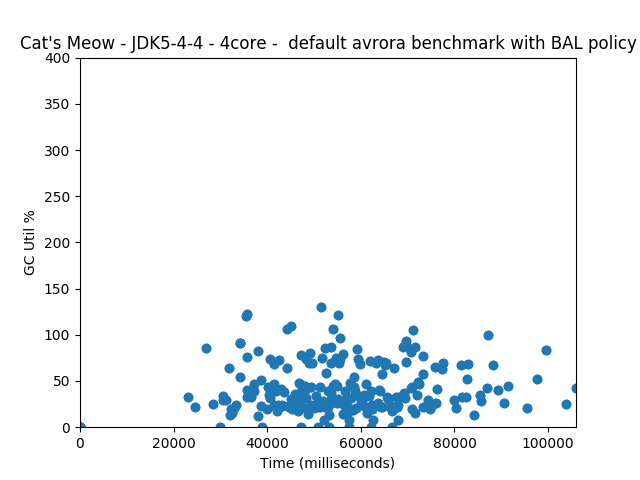 Cat's Meow - JDK5-4-4 - 4core -  default avrora benchmark with BAL policy
400
350
300
250
200
150
100
50
0
GC Util %
0 20000 40000 60000 80000 100000
Time (milliseconds)